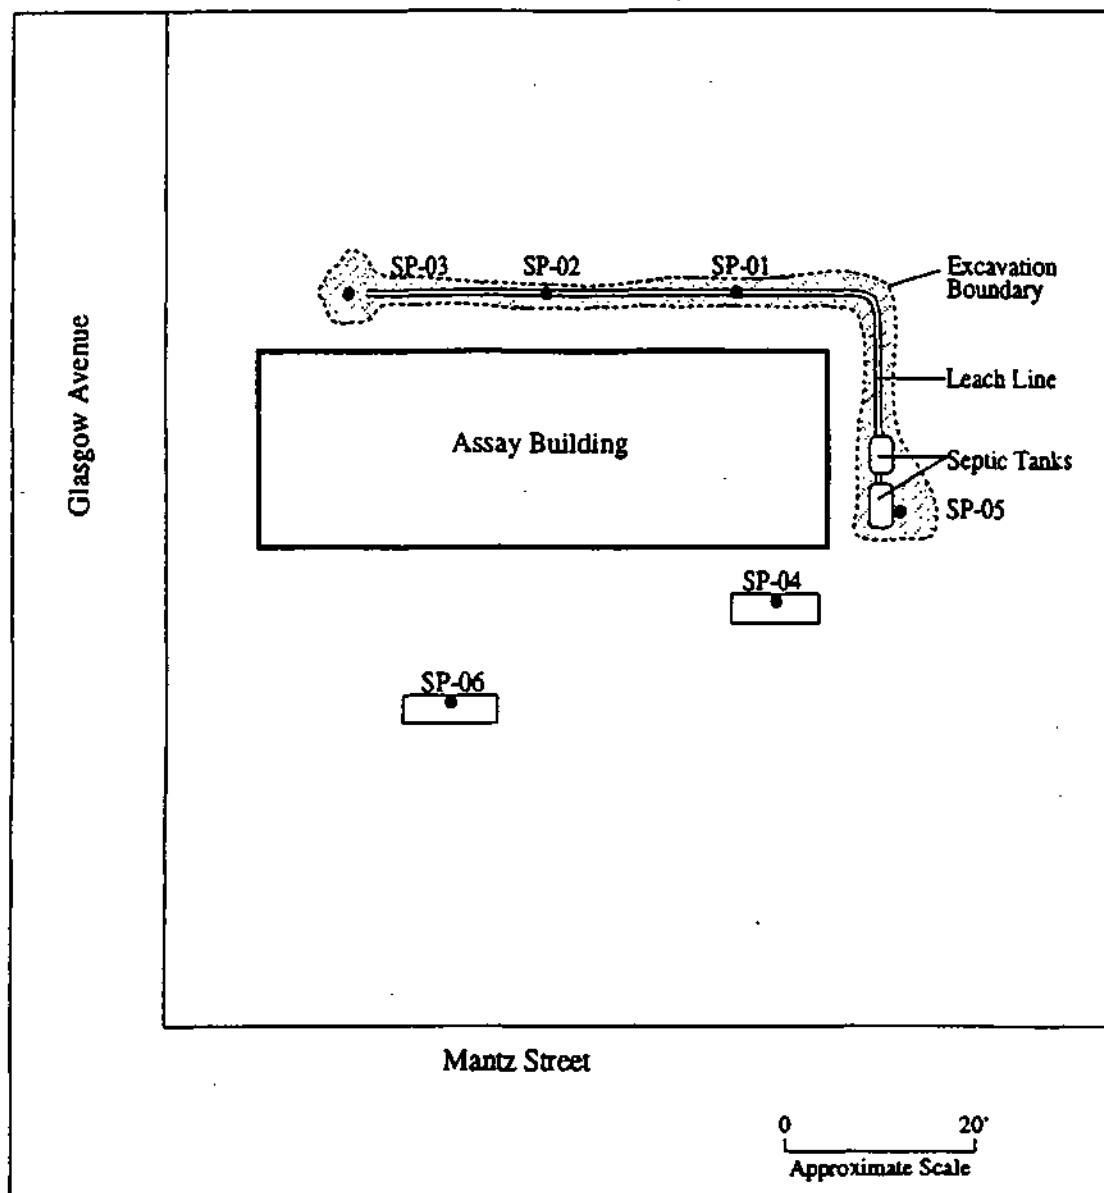 SP-03
SP-02
SP-01
Excavation
Boundary
Glasgow Avenue
Leach Line
Assay Building
Septic Tanks
SP-05
SP-04
SP-06
Mantz Street
0 20'
Approximate Scale